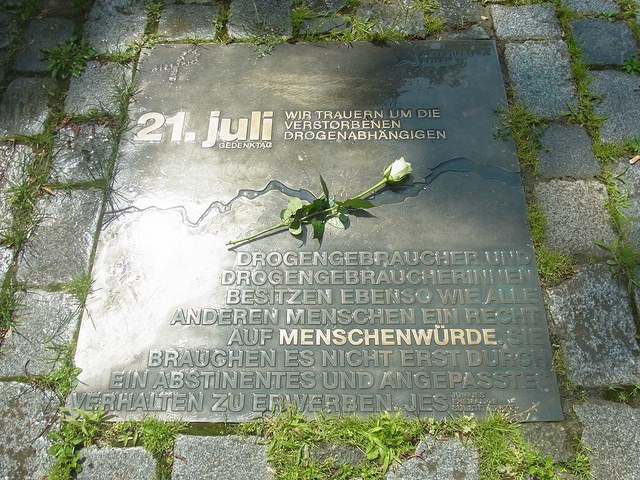 21. juli
GEDENKTAG
WIR TRAUERN UM DIE
VERSTORBENEN
DROGENABHÄNGIGEN
DROGENGEBRAUCHER UND
DROGENGEBRAUCHERINNEN
BESITZEN EBENSO WIE ALLE
ANDEREN MENSCHEN EIN RECHT
AUF MENSCHENWÜRDE. SIE
BRAUCHEN ES NICHT ERST DURCH
EIN ABSTINENTES UND ANGEPASSTES
VERHALTEN ZU ERWERBEN.